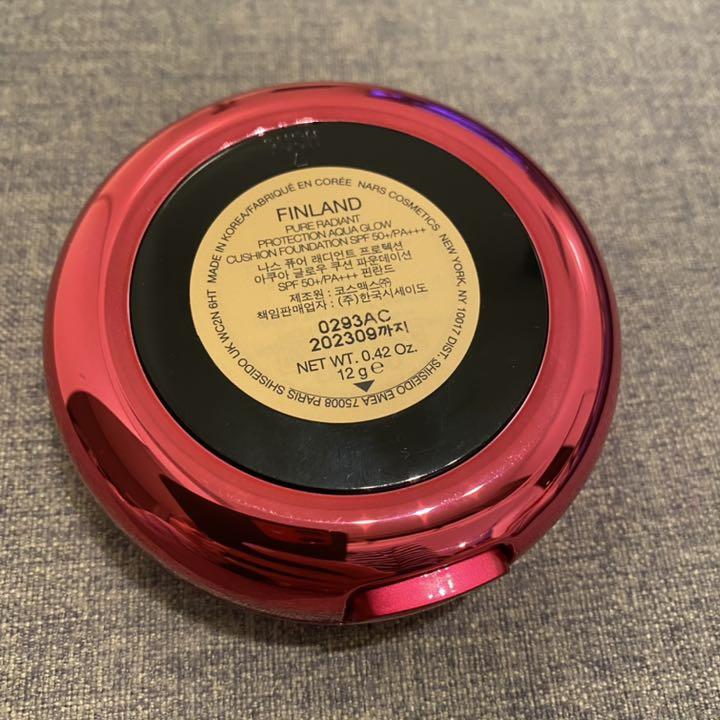 MADE IN KOREA/FABRIQUÉ EN CORÉE NARS COSMETICS NEW YORK, NY 10017 DIST. SHISEIDO EMEA 75008 PARIS SHISEIDO UK WC2N 6HT
FINLAND
PURE RADIANT
PROTECTION AQUA GLOW
CUSHION FOUNDATION SPF 50+/PA+++
나스 퓨어 래디언트 프로텍션
아쿠아 글로우 쿠션 파운데이션
SPF 50+/PA+++ 핀란드
제조원 : 코스맥스㈜
책임판매업자 : (주)한국시세이도
0293AC
202309까지
NET WT. 0.42 Oz.
12 g ℮